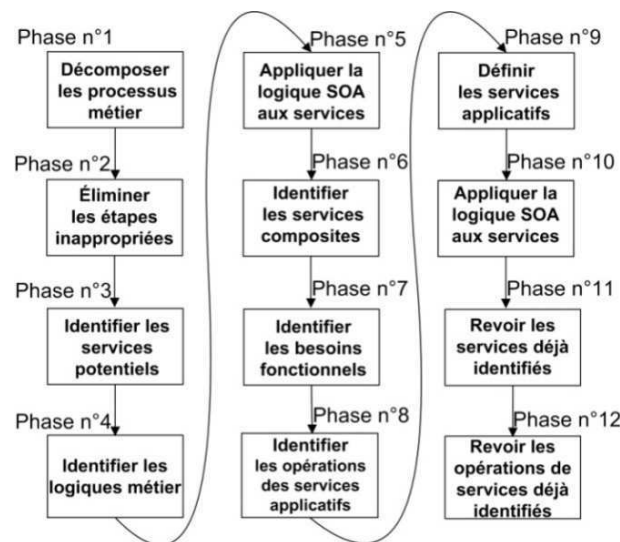 Phase n°1
Décomposer
les processus
métier
Phase n°2
Éliminer
les étapes
inappropriées
Phase n°3
Identifier les
services
potentiels
Phase n°4
Identifier les
logiques métier
Phase n°5
Appliquer la
logique SOA
aux services
Phase n°6
Identifier
les services
composites
Phase n°7
Identifier
les besoins
fonctionnels
Phase n°8
Identifier
les opérations
des services
applicatifs
Phase n°9
Définir
les services
applicatifs
Phase n°10
Appliquer la
logique SOA
aux services
Phase n°11
Revoir les
services déjà
identifiés
Phase n°12
Revoir les
opérations de
services déjà
identifiés